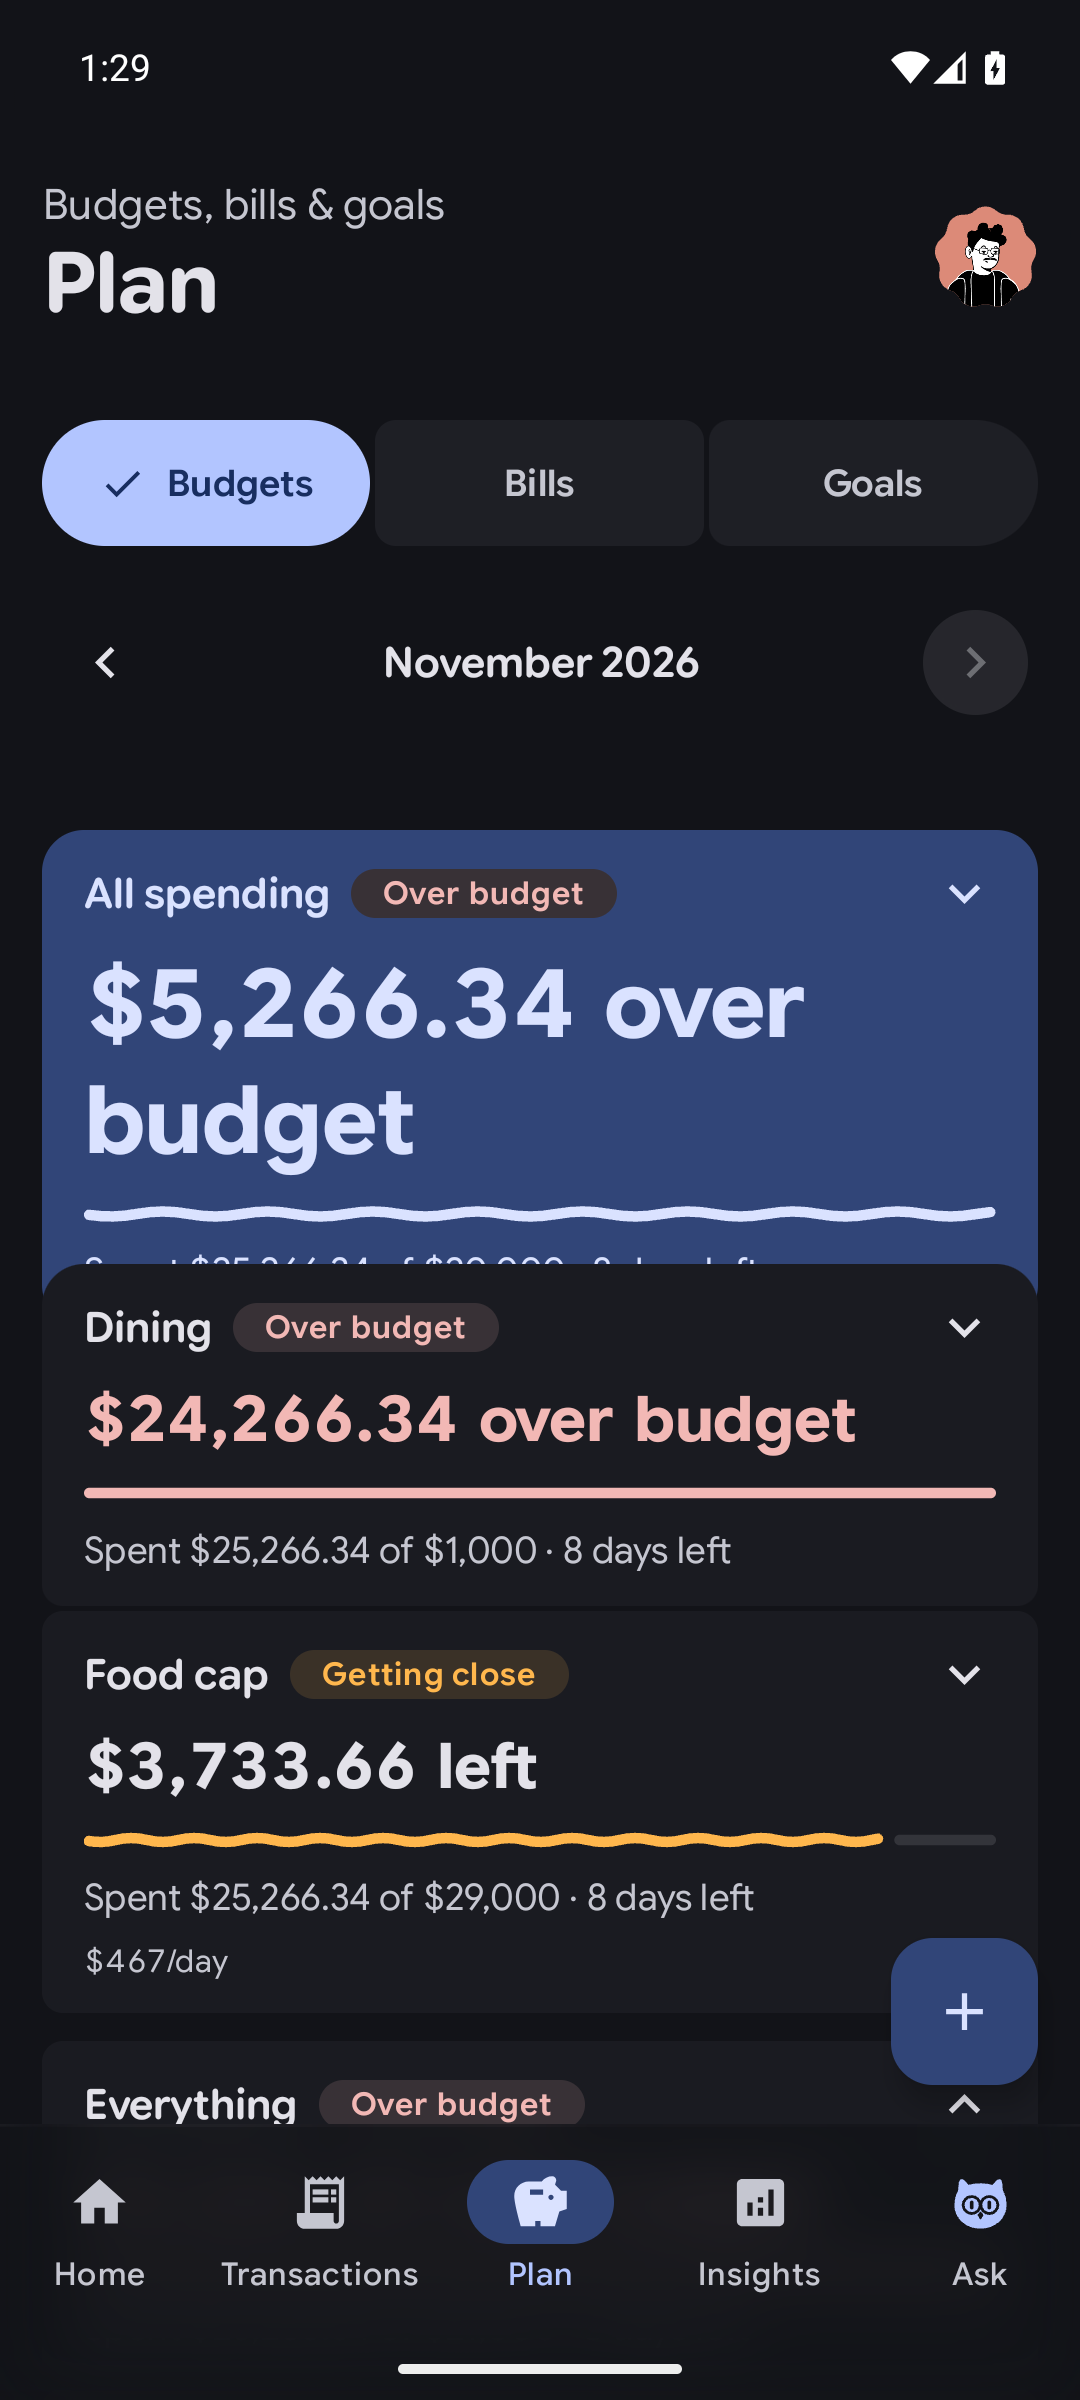 1:29
Budgets, bills & goals
Plan
Budgets
Bills
Goals
November 2026
All spending
Over budget
$5,266.34 over
budget
Dining
Over budget
$24,266.34 over budget
Spent $25,266.34 of $1,000 · 8 days left
Food cap
Getting close
$3,733.66 left
Spent $25,266.34 of $29,000 · 8 days left
$467/day
Everything
Over budget
Home
Transactions
Plan
Insights
Ask